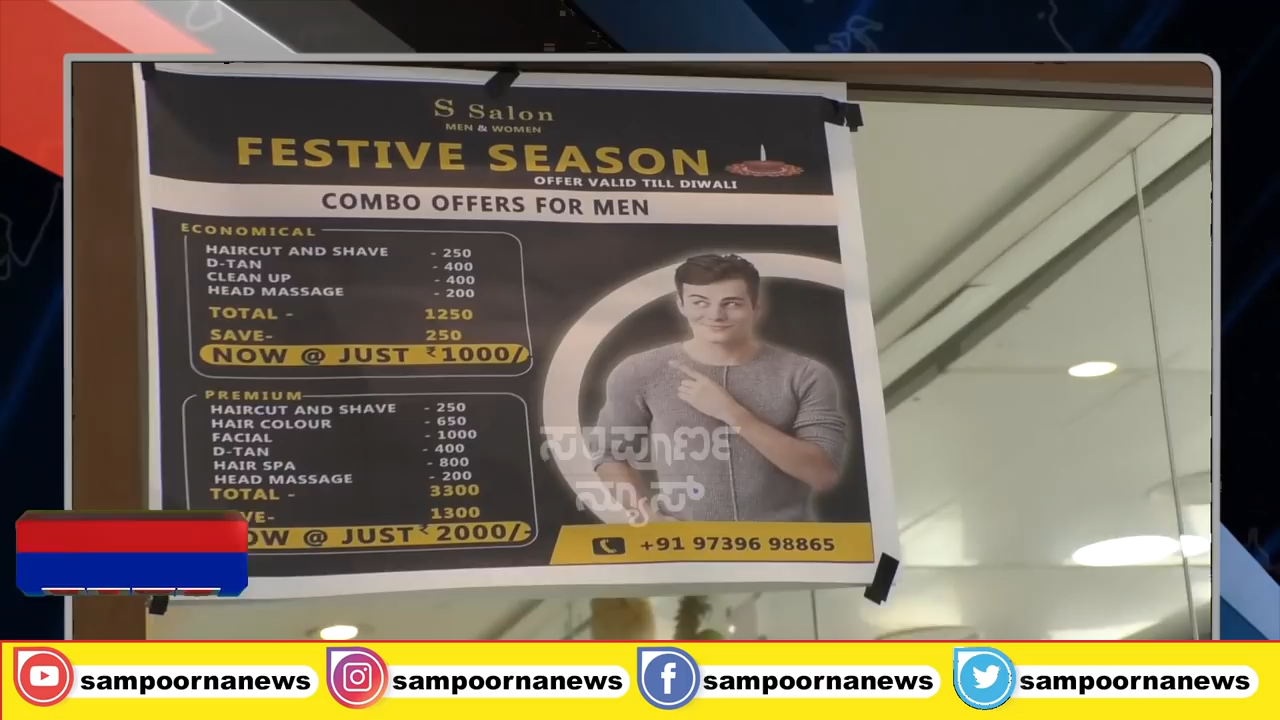 S Salon
MEN & WOMEN
FESTIVE SEASON
OFFER VALID TILL DIWALI
COMBO OFFERS FOR MEN
ECONOMICAL
HAIRCUT AND SHAVE - 250
D-TAN - 400
CLEAN UP - 400
HEAD MASSAGE - 200
TOTAL - 1250
SAVE- 250
NOW @ JUST ₹1000/-
PREMIUM
HAIRCUT AND SHAVE - 250
HAIR COLOUR - 650
FACIAL - 1000
D-TAN - 400
HAIR SPA - 800
HEAD MASSAGE - 200
TOTAL - 3300
VE- 1300
OW @ JUST ₹2000/-
+91 97396 98865
ಸಂಪೂರ್ಣ
ನ್ಯೂಸ್
sampoornanews sampoornanews sampoornanews sampoornanews